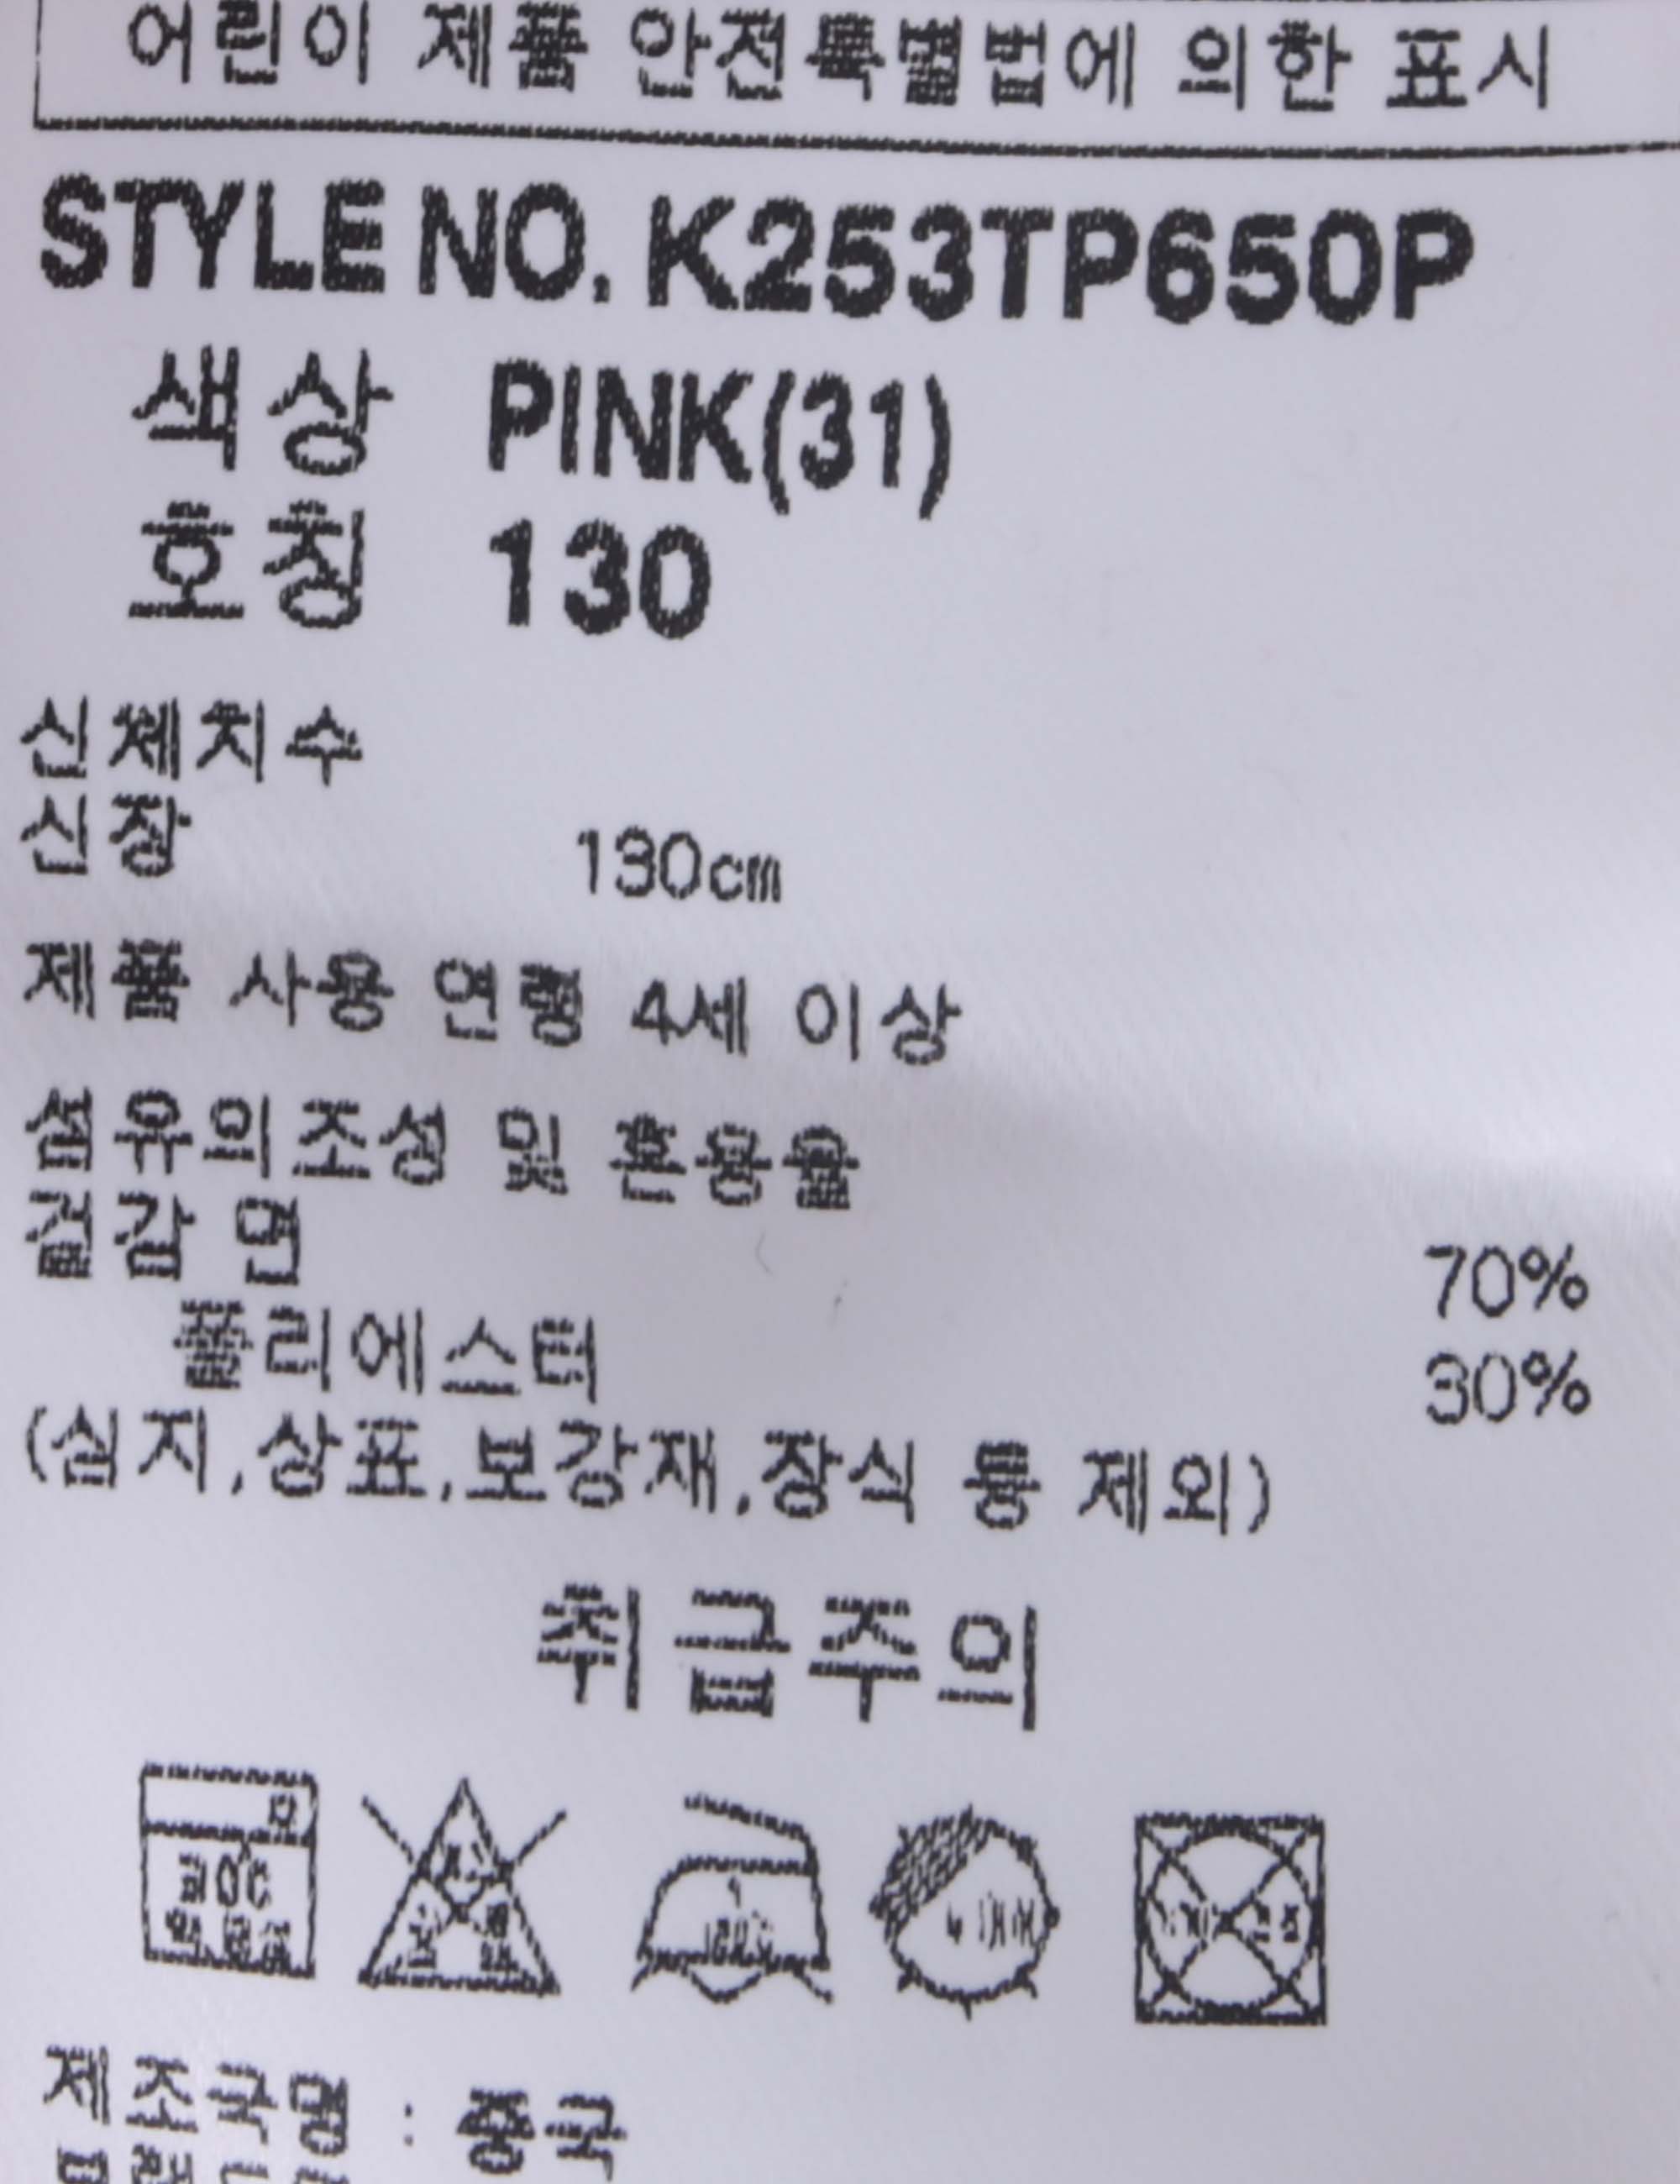 어린이 제품 안전특별법에 의한 표시
STYLE NO. K253TP650P
색상 PINK(31)
호칭 130
신체치수
신장 130cm
제품 사용 연령 4세 이상
섬유의조성 및 혼용율
겉감 면 70%
폴리에스터 30%
(심지,상표,보강재,장식 등 제외)
취급주의
제조국명 : 중국